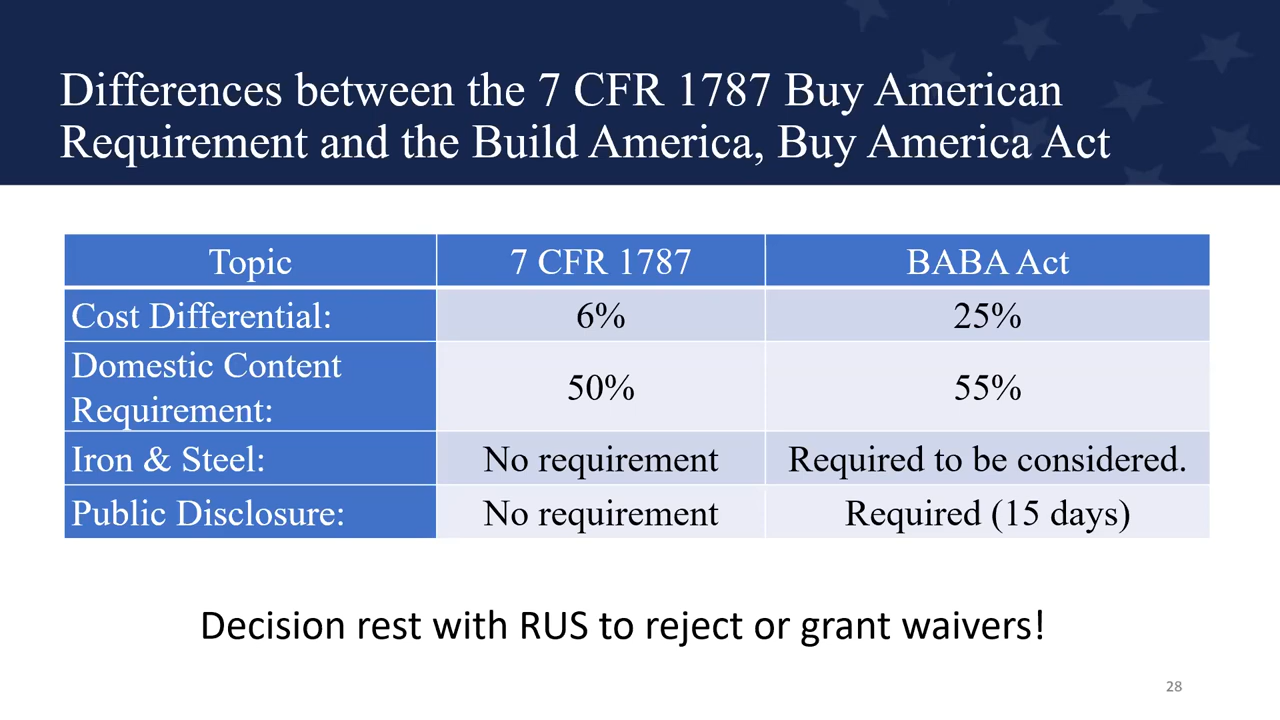 Differences between the 7 CFR 1787 Buy American
Requirement and the Build America, Buy America Act
Topic 7 CFR 1787 BABA Act
Cost Differential: 6% 25%
Domestic Content
Requirement: 50% 55%
Iron & Steel: No requirement Required to be considered.
Public Disclosure: No requirement Required (15 days)
Decision rest with RUS to reject or grant waivers!
28